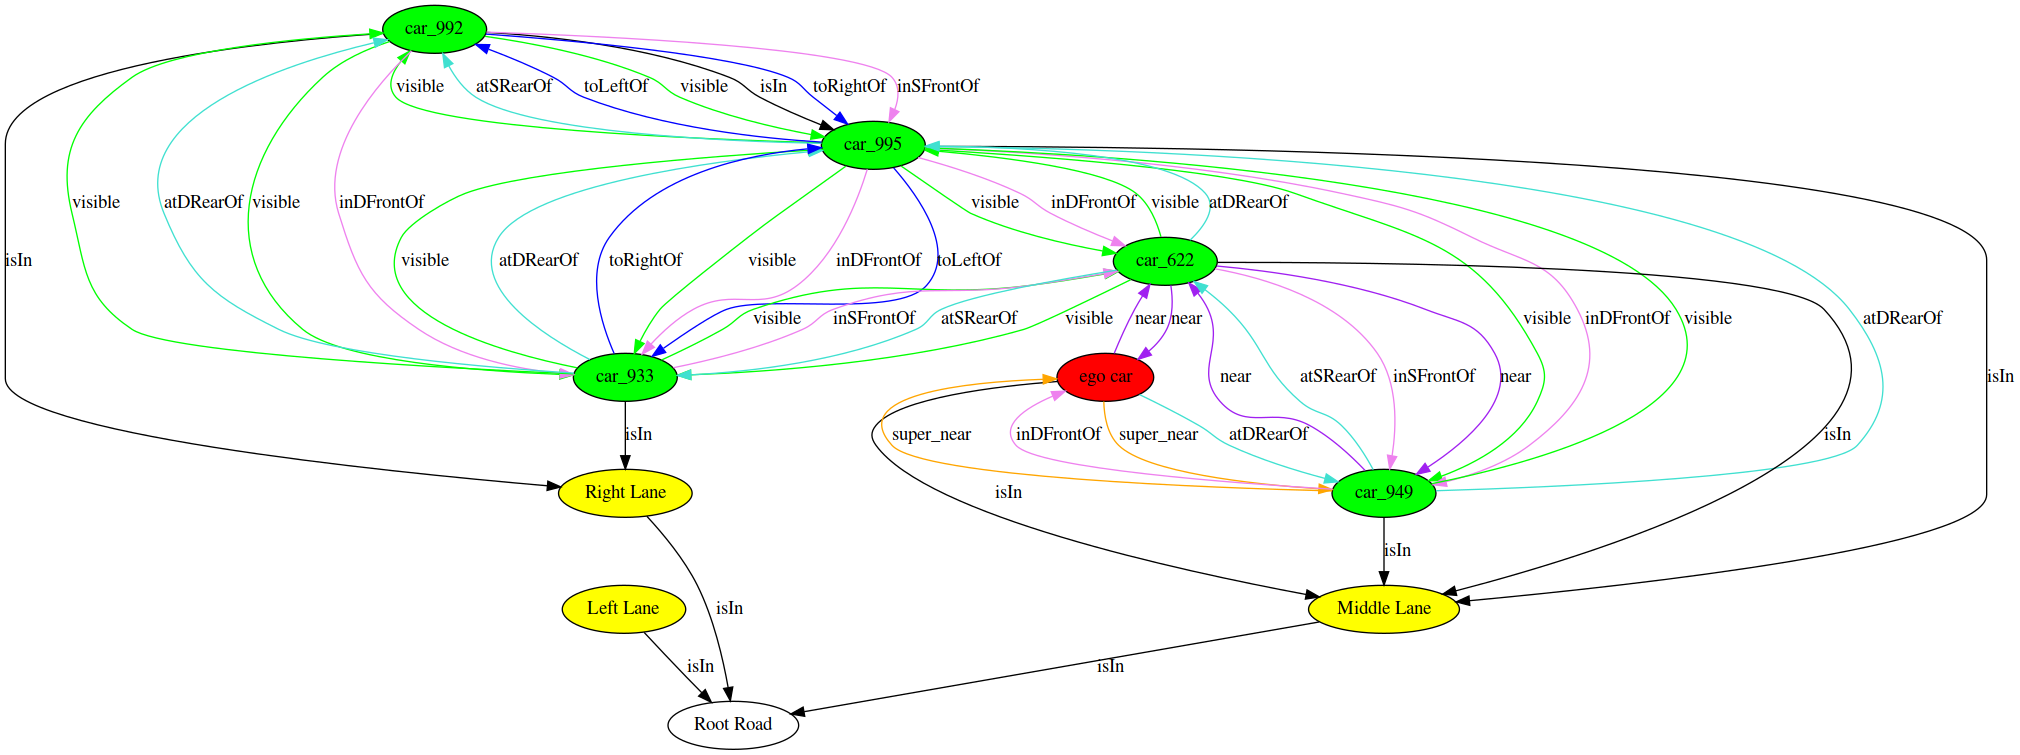 car_992
visible
atSRearOf
toLeftOf
visible
isIn
toRightOf
inSFrontOf
car_995
visible
atDRearOf
visible
inDFrontOf
visible
inDFrontOf
visible
atDRearOf
isIn
visible
atDRearOf
toRightOf
visible
inDFrontOf
toLeftOf
car_622
visible
inSFrontOf
atSRearOf
visible
near
near
visible
inDFrontOf
visible
atDRearOf
car_933
ego car
near
atSRearOf
inSFrontOf
near
isIn
isIn
super_near
inDFrontOf
super_near
atDRearOf
isIn
Right Lane
isIn
car_949
isIn
Left Lane
isIn
Middle Lane
isIn
isIn
Root Road